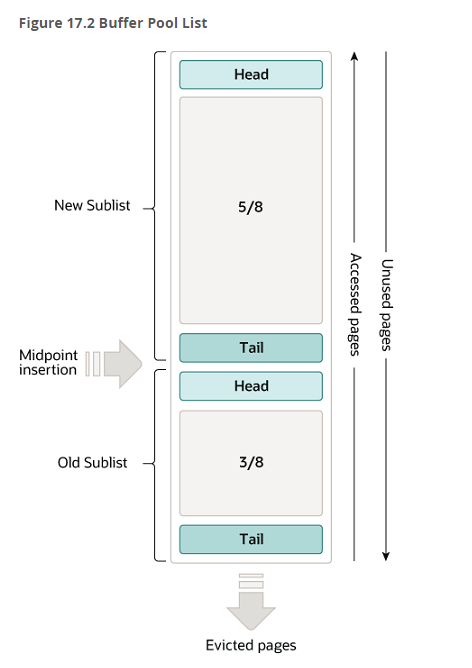 Figure 17.2 Buffer Pool List
Head
New Sublist
5/8
Accessed pages
Unused pages
Tail
Midpoint
insertion
Head
Old Sublist
3/8
Tail
Evicted pages